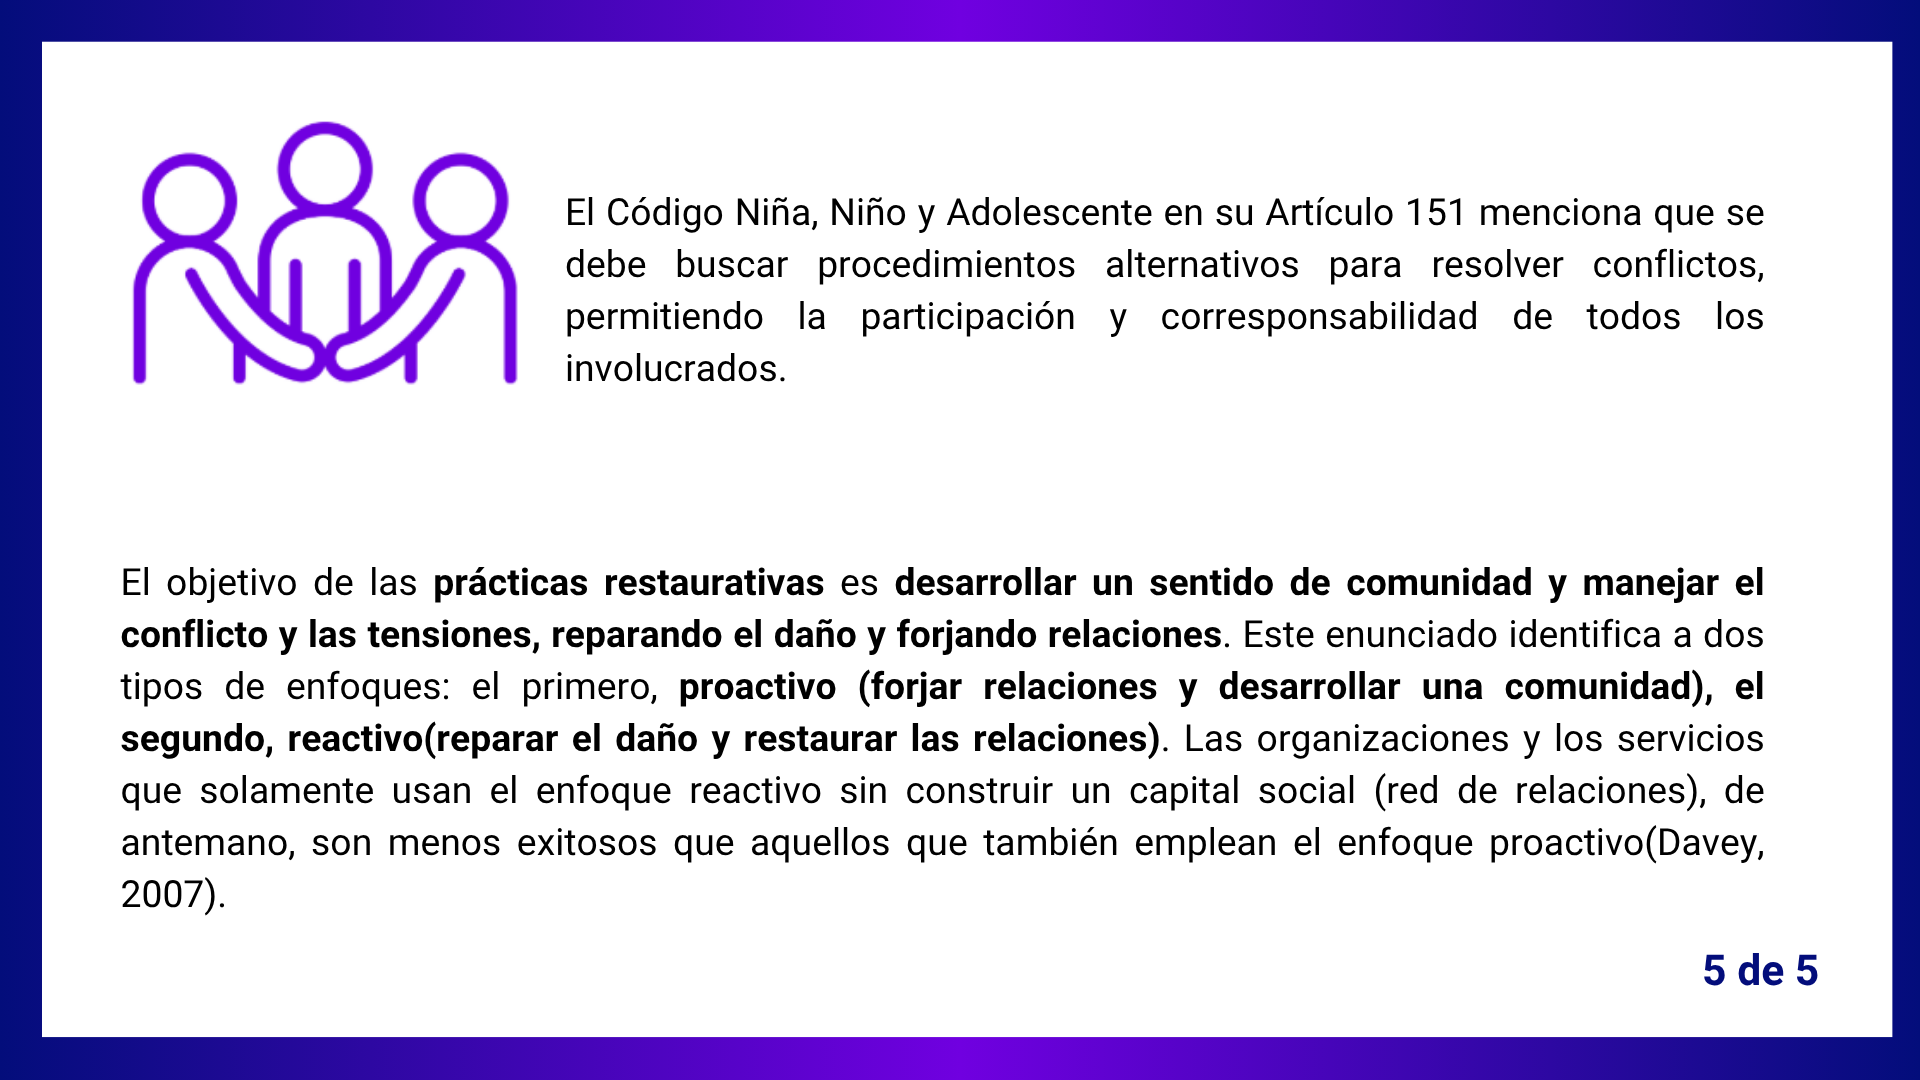 El Código Niña, Niño y Adolescente en su Artículo 151 menciona que se
debe buscar procedimientos alternativos para resolver conflictos,
permitiendo la participación y corresponsabilidad de todos los
involucrados.
El objetivo de las prácticas restaurativas es desarrollar un sentido de comunidad y manejar el
conflicto y las tensiones, reparando el daño y forjando relaciones. Este enunciado identifica a dos
tipos de enfoques: el primero, proactivo (forjar relaciones y desarrollar una comunidad), el
segundo, reactivo(reparar el daño y restaurar las relaciones). Las organizaciones y los servicios
que solamente usan el enfoque reactivo sin construir un capital social (red de relaciones), de
antemano, son menos exitosos que aquellos que también emplean el enfoque proactivo(Davey,
2007).
5 de 5